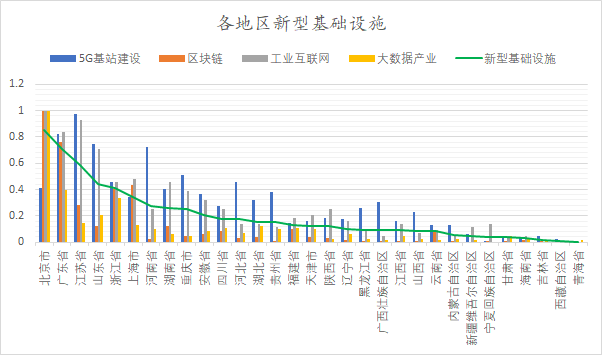 各地区新型基础设施
5G基站建设 区块链 工业互联网 大数据产业 新型基础设施
1.2
1
0.8
0.6
0.4
0.2
0
北京市
广东省
江苏省
山东省
浙江省
上海市
河南省
湖南省
重庆市
安徽省
四川省
河北省
湖北省
贵州省
福建省
天津市
陕西省
辽宁省
黑龙江省
广西壮族自治区
江西省
山西省
云南省
内蒙古自治区
新疆维吾尔自治区
宁夏回族自治区
甘肃省
海南省
吉林省
西藏自治区
青海省